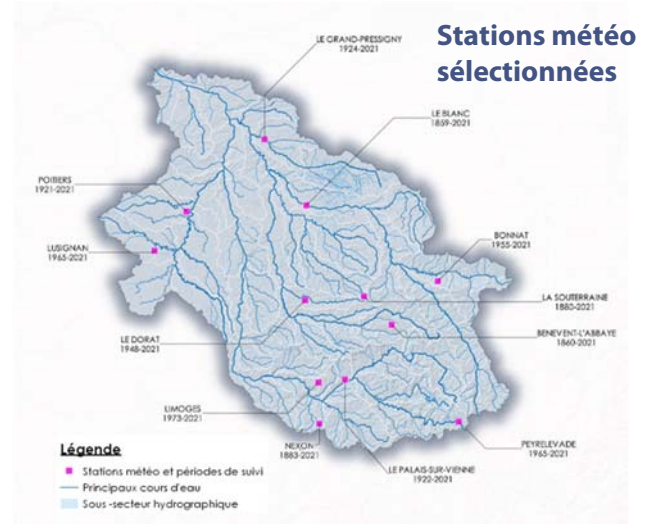 Stations météo
sélectionnées
LE GRAND-PRESSIGNY
1924-2021
LE BLANC
1859-2021
POITIERS
1921-2021
BONNAT
1955-2021
LUSIGNAN
1965-2021
LA SOUTERRAINE
1880-2021
BENEVENT-L'ABBAYE
1860-2021
LE DORAT
1948-2021
LIMOGES
1973-2021
NEXON
1883-2021
PEYRELEVADE
1965-2021
LE PALAIS-SUR-VIENNE
1922-2021
Légende
Stations météo et périodes de suivi
Principaux cours d'eau
Sous -secteur hydrographique